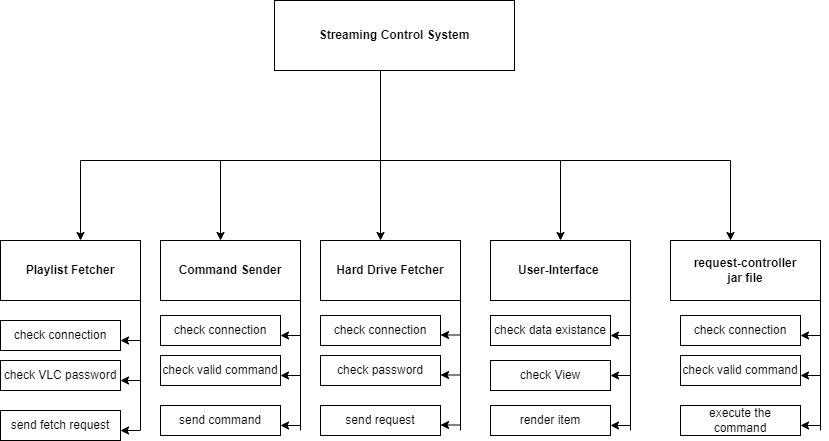 Streaming Control System
Playlist Fetcher
Command Sender
Hard Drive Fetcher
User-Interface
request-controller
jar file
check connection
check connection
check connection
check data existance
check connection
check VLC password
check valid command
check password
check View
check valid command
send fetch request
send command
send request
render item
execute the
command